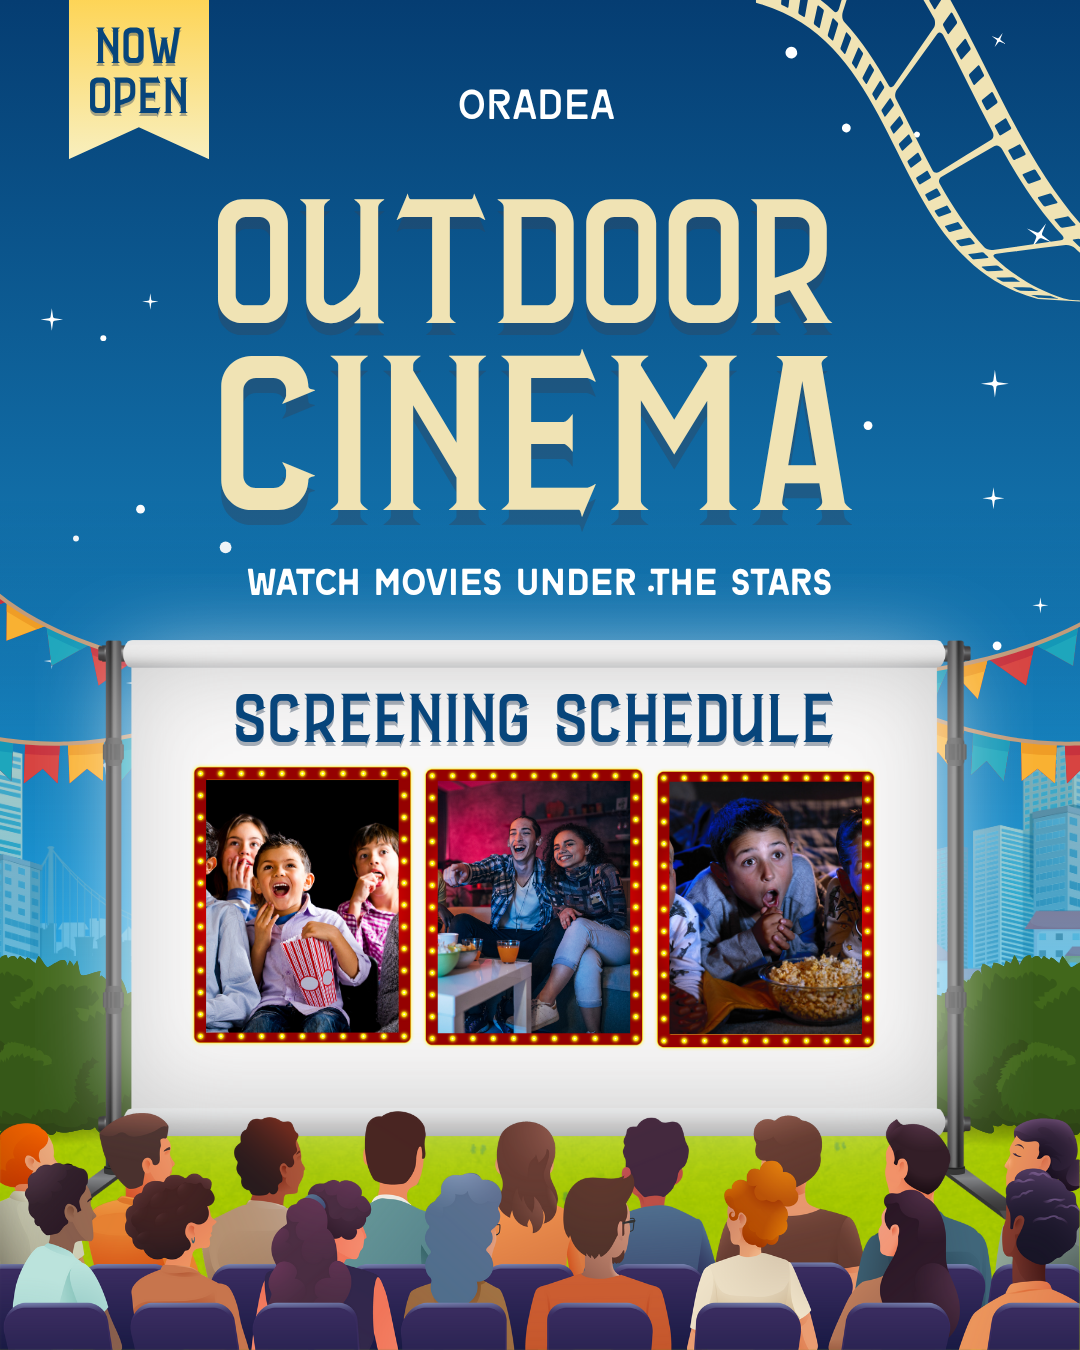 NOW
OPEN
ORADEA
OUTDOOR
CINEMA
WATCH MOVIES UNDER THE STARS
SCREENING SCHEDULE